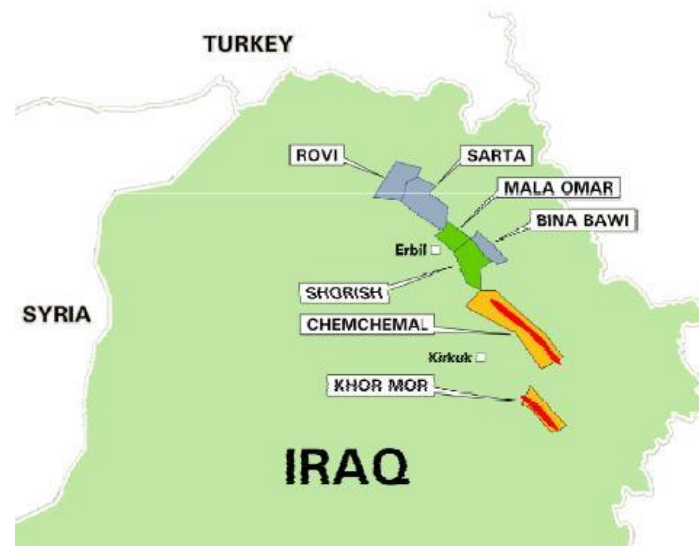 TURKEY
ROVI
SARTA
MALA OMAR
BINA BAWI
Erbil
SHORISH
SYRIA
CHEMCHEMAL
Kirkuk
KHOR MOR
IRAQ